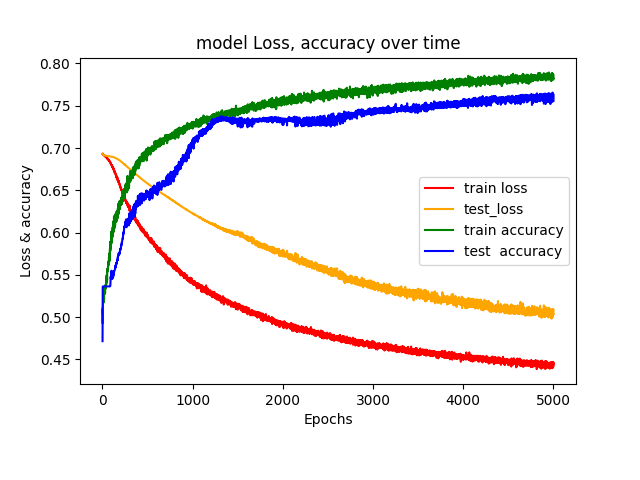 model Loss, accuracy over time
0.80
0.75
0.70
0.65
0.60
0.55
0.50
0.45
Loss & accuracy
train loss
test_loss
train accuracy
test  accuracy
0 1000 2000 3000 4000 5000
Epochs